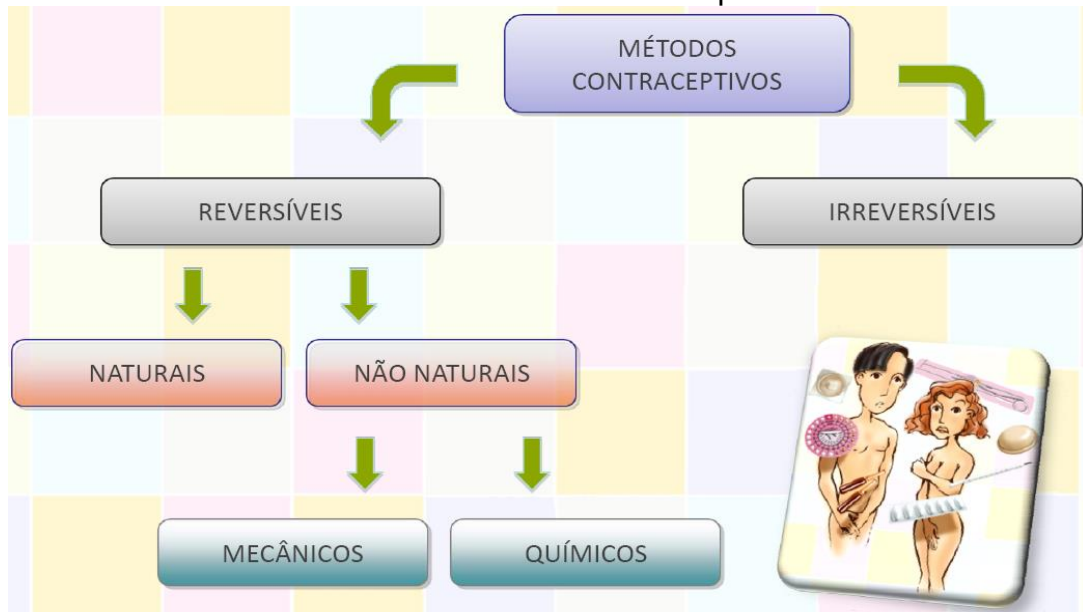 MÉTODOS
CONTRACEPTIVOS
REVERSÍVEIS
IRREVERSÍVEIS
NATURAIS
NÃO NATURAIS
MECÂNICOS
QUÍMICOS